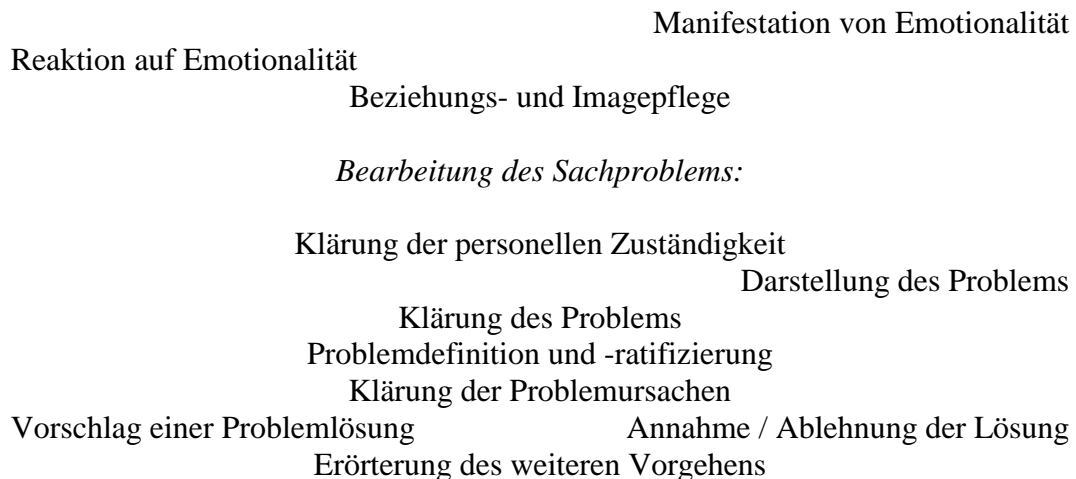 Manifestation von Emotionalität
Reaktion auf Emotionalität
Beziehungs- und Imagepflege
Bearbeitung des Sachproblems:
Klärung der personellen Zuständigkeit
Darstellung des Problems
Klärung des Problems
Problemdefinition und -ratifizierung
Klärung der Problemursachen
Vorschlag einer Problemlösung Annahme / Ablehnung der Lösung
Erörterung des weiteren Vorgehens